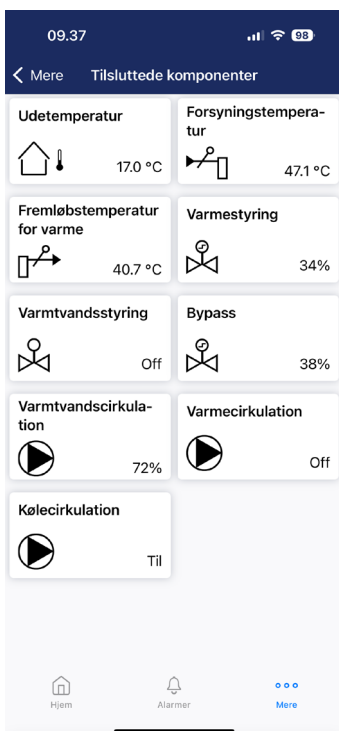 09.37
98
Mere
Tilsluttede komponenter
Udetemperatur
17.0 °C
Forsyningstempera-
tur
47.1 °C
Fremløbstemperatur
for varme
40.7 °C
Varmestyring
34%
Varmtvandsstyring
Off
Bypass
38%
Varmtvandscirkula-
tion
72%
Varmecirkulation
Off
Kølecirkulation
Til
Hjem
Alarmer
Mere